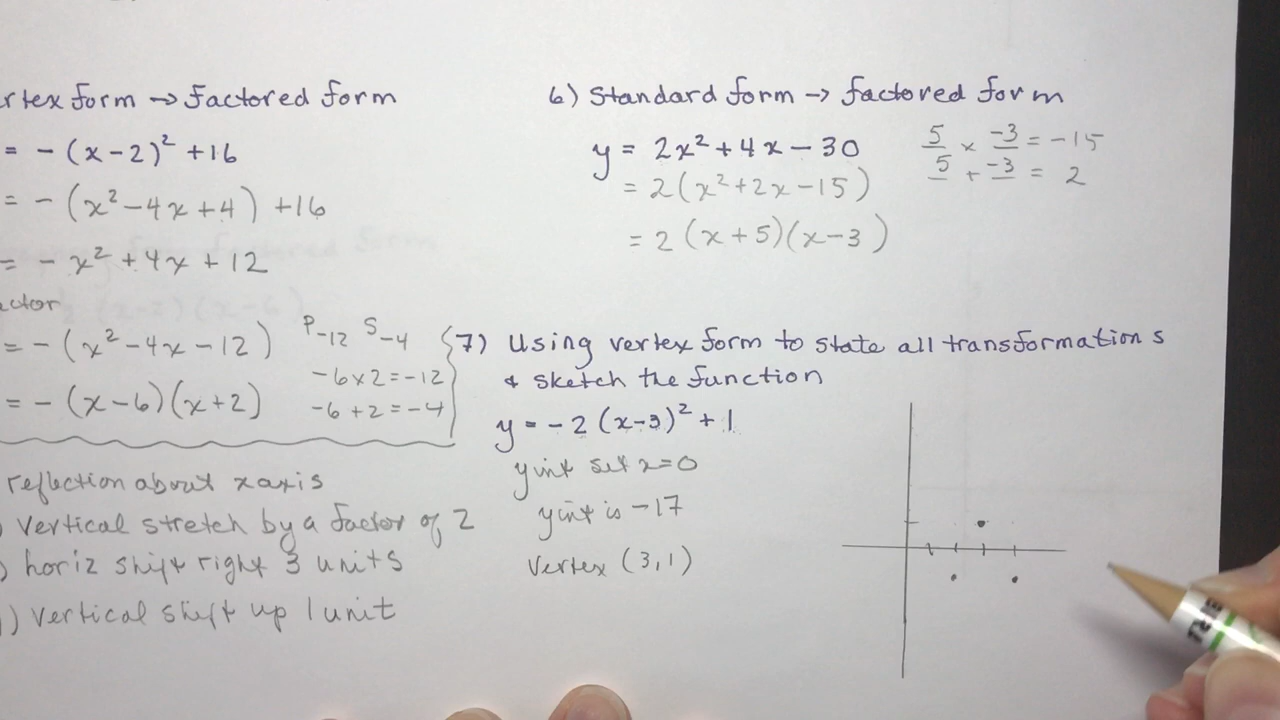 rtex form → factored form
= - (x-2)² + 16
= - (x² - 4x + 4) + 16
= - x² + 4x + 12
actor
= - (x² - 4x - 12)
= - (x-6)(x+2)
P-12 S-4
-6 x 2 = -12
-6 + 2 = -4
reflection about x axis
) vertical stretch by a factor of 2
) horiz shift right 3 units
) vertical shift up 1 unit
6) Standard form → factored form
y = 2x² + 4x - 30
= 2(x² + 2x - 15)
= 2(x+5)(x-3)
5 x -3 = -15
5 + -3 = 2
7) Using vertex form to state all transformations
+ sketch the function
y = -2(x-3)² + 1
y int set x=0
y int is -17
vertex (3,1)